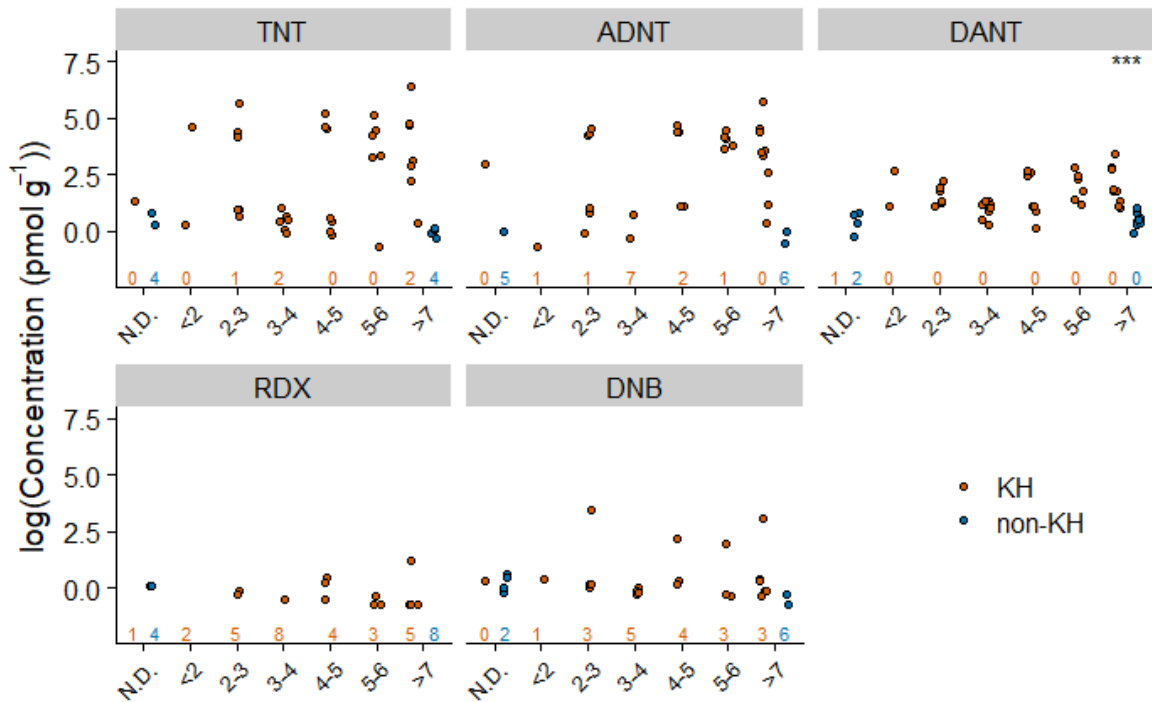 TNT ADNT DANT
log(Concentration (pmol g⁻¹))
7.5 ***
5.0
2.5
0.0
0 4 0 1 2 0 0 2 4 0 5 1 1 7 2 1 0 6 1 2 0 0 0 0 0 0 0
N.D. <2 2-3 3-4 4-5 5-6 >7 N.D. <2 2-3 3-4 4-5 5-6 >7 N.D. <2 2-3 3-4 4-5 5-6 >7
RDX DNB
7.5
5.0
KH
2.5
non-KH
0.0
1 4 2 5 8 4 3 5 8 0 2 1 3 5 4 3 3 6
N.D. <2 2-3 3-4 4-5 5-6 >7 N.D. <2 2-3 3-4 4-5 5-6 >7